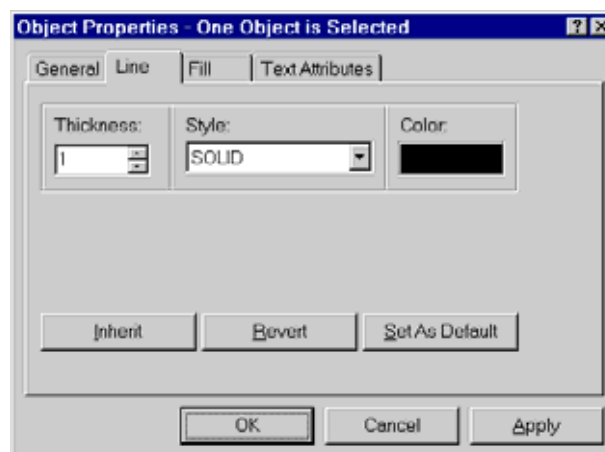 Object Properties - One Object is Selected ? X
General Line Fill Text Attributes
Thickness: Style: Color:
1 SOLID
Inherit Revert Set As Default
OK Cancel Apply